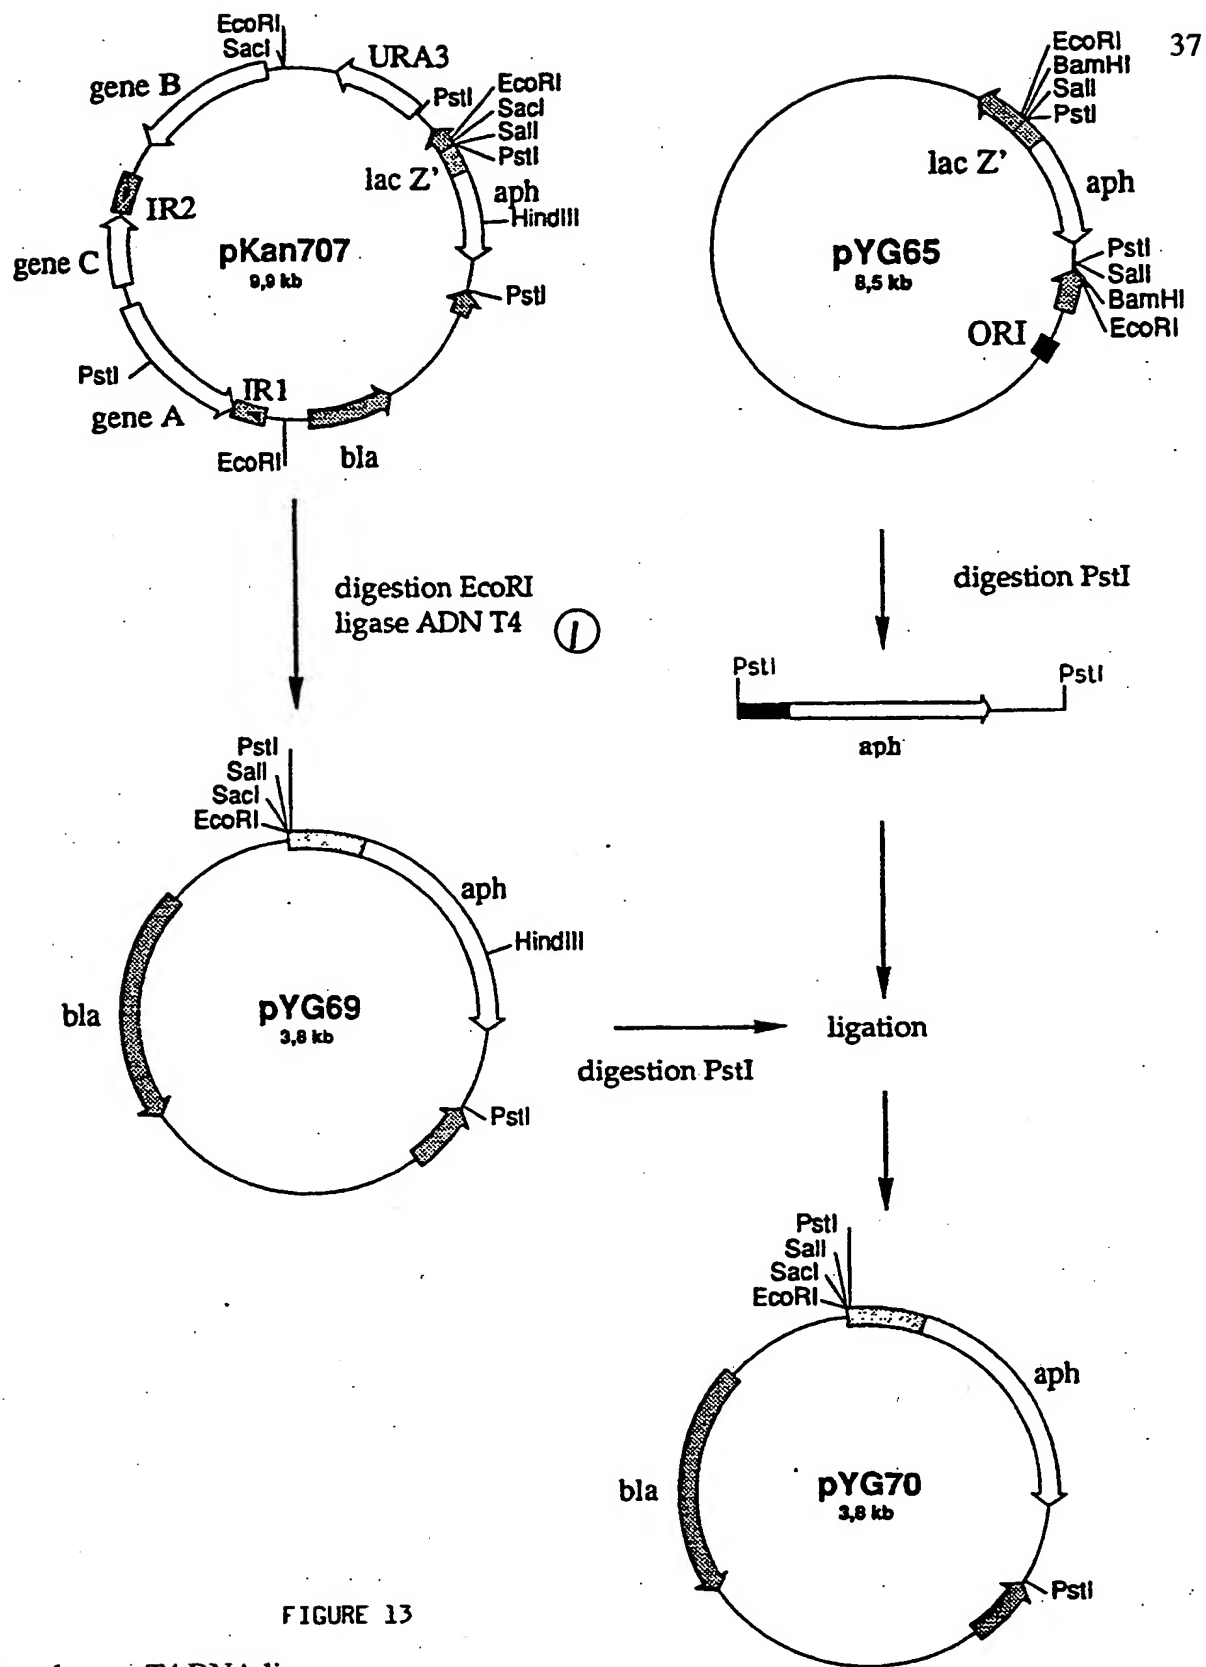 37
EcoRI
SacI
URA3
gene B
PstI
EcoRI
SacI
SalI
PstI
lac Z'
aph
HindIII
IR2
pKan707
9,9 kb
gene C
PstI
PstI
IR1
gene A
EcoRI
bla
EcoRI
BamHI
SalI
PstI
lac Z'
aph
pYG65
8,5 kb
PstI
SalI
BamHI
EcoRI
ORI
digestion EcoRI
ligase ADN T4
1
digestion PstI
PstI
PstI
aph
PstI
SalI
SacI
EcoRI
aph
HindIII
bla
pYG69
3,8 kb
PstI
digestion PstI
ligation
PstI
SalI
SacI
EcoRI
aph
bla
pYG70
3,8 kb
PstI
FIGURE 13